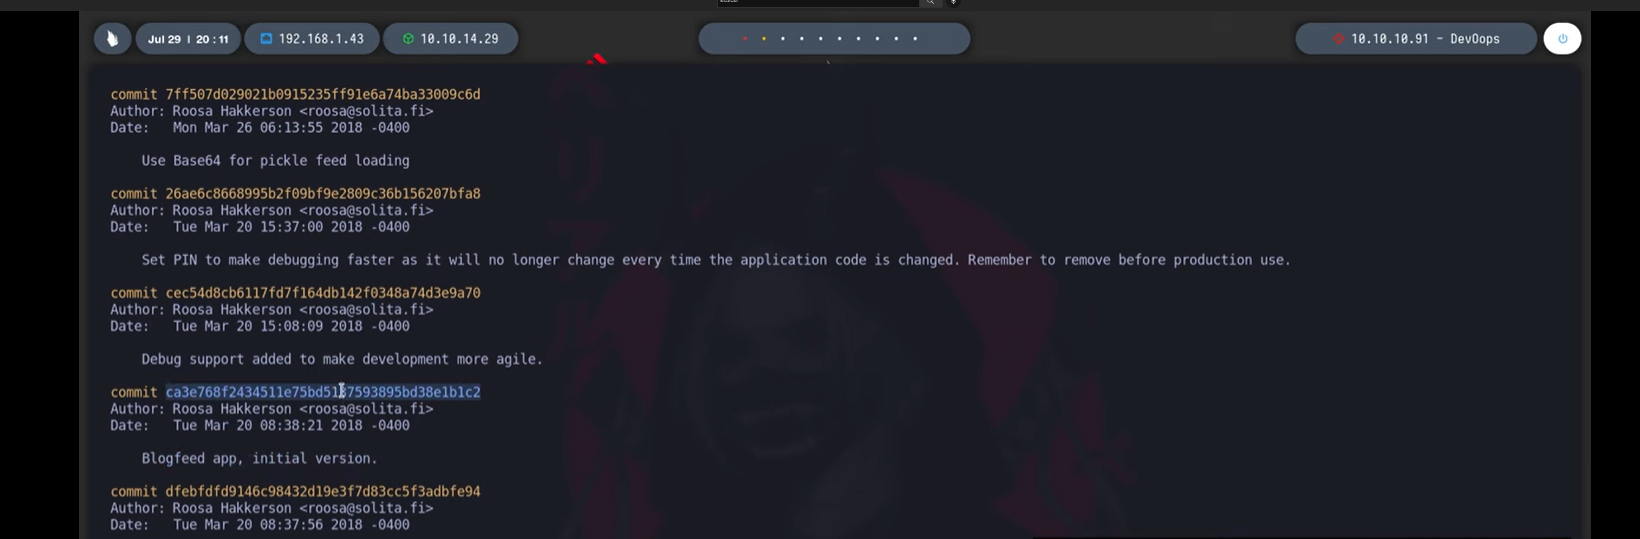 Jul 29 | 20:11
192.168.1.43
10.10.14.29
10.10.10.91 - DevOops
commit 7ff507d029021b0915235ff91e6a74ba33009c6d
Author: Roosa Hakkerson <roosa@solita.fi>
Date:   Mon Mar 26 06:13:55 2018 -0400
Use Base64 for pickle feed loading
commit 26ae6c8668995b2f09bf9e2809c36b156207bfa8
Author: Roosa Hakkerson <roosa@solita.fi>
Date:   Tue Mar 20 15:37:00 2018 -0400
Set PIN to make debugging faster as it will no longer change every time the application code is changed. Remember to remove before production use.
commit cec54d8cb6117fd7f164db142f0348a74d3e9a70
Author: Roosa Hakkerson <roosa@solita.fi>
Date:   Tue Mar 20 15:08:09 2018 -0400
Debug support added to make development more agile.
commit ca3e768f2434511e75bd5137593895bd38e1b1c2
Author: Roosa Hakkerson <roosa@solita.fi>
Date:   Tue Mar 20 08:38:21 2018 -0400
Blogfeed app, initial version.
commit dfebfdfd9146c98432d19e3f7d83cc5f3adbfe94
Author: Roosa Hakkerson <roosa@solita.fi>
Date:   Tue Mar 20 08:37:56 2018 -0400